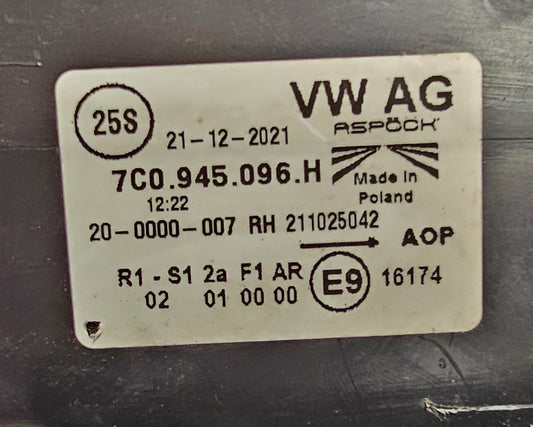 25S
VW AG
21-12-2021
ASPÖCK
7C0.945.096.H
Made In
Poland
12:22
20-0000-007 RH 211025042
AOP
R1 - S1 2a F1 AR
02 01 00 00
E9
16174